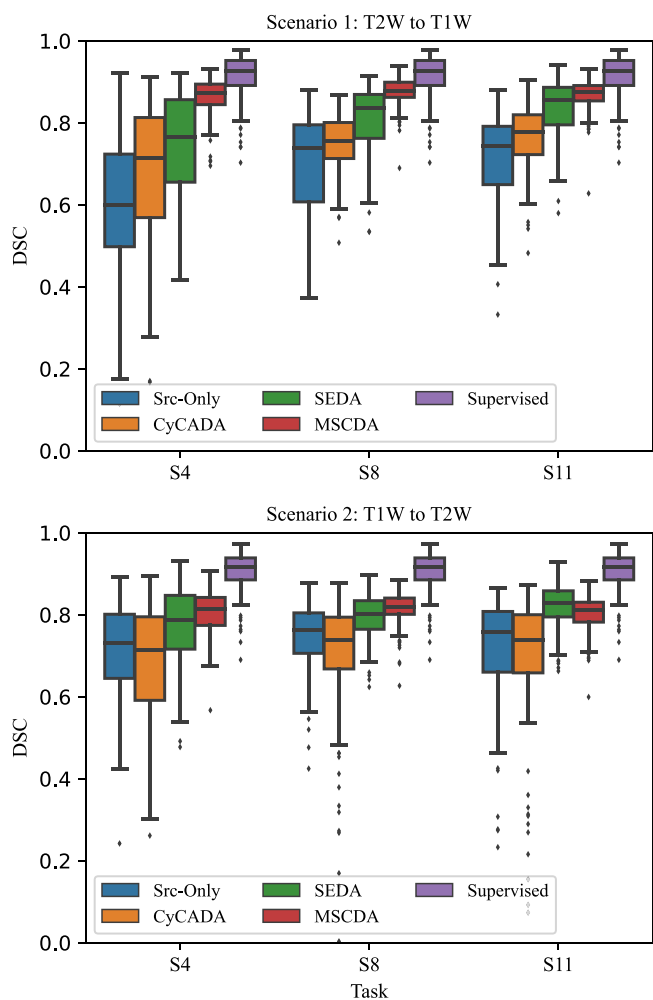 Scenario 1: T2W to T1W
1.0
0.8
0.6
0.4
0.2
0.0
DSC
Src-Only SEDA Supervised
CyCADA MSCDA
S4 S8 S11
Scenario 2: T1W to T2W
1.0
0.8
0.6
0.4
0.2
0.0
DSC
Src-Only SEDA Supervised
CyCADA MSCDA
S4 S8 S11
Task